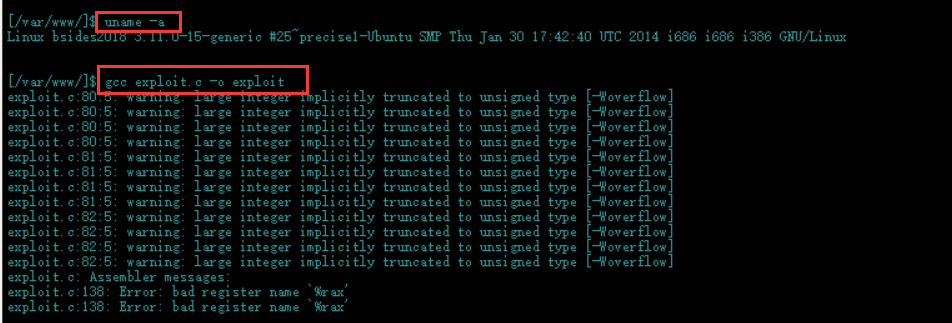 [/var/www/]$ uname -a
Linux bsides2018 3.11.0-15-generic #25~precise1-Ubuntu SMP Thu Jan 30 17:42:40 UTC 2014 i686 i686 i386 GNU/Linux
[/var/www/]$ gcc exploit.c -o exploit
exploit.c:80:5: warning: large integer implicitly truncated to unsigned type [-Woverflow]
exploit.c:80:5: warning: large integer implicitly truncated to unsigned type [-Woverflow]
exploit.c:80:5: warning: large integer implicitly truncated to unsigned type [-Woverflow]
exploit.c:80:5: warning: large integer implicitly truncated to unsigned type [-Woverflow]
exploit.c:81:5: warning: large integer implicitly truncated to unsigned type [-Woverflow]
exploit.c:81:5: warning: large integer implicitly truncated to unsigned type [-Woverflow]
exploit.c:81:5: warning: large integer implicitly truncated to unsigned type [-Woverflow]
exploit.c:81:5: warning: large integer implicitly truncated to unsigned type [-Woverflow]
exploit.c:82:5: warning: large integer implicitly truncated to unsigned type [-Woverflow]
exploit.c:82:5: warning: large integer implicitly truncated to unsigned type [-Woverflow]
exploit.c:82:5: warning: large integer implicitly truncated to unsigned type [-Woverflow]
exploit.c:82:5: warning: large integer implicitly truncated to unsigned type [-Woverflow]
exploit.c: Assembler messages:
exploit.c:138: Error: bad register name `%rax'
exploit.c:138: Error: bad register name `%rax'